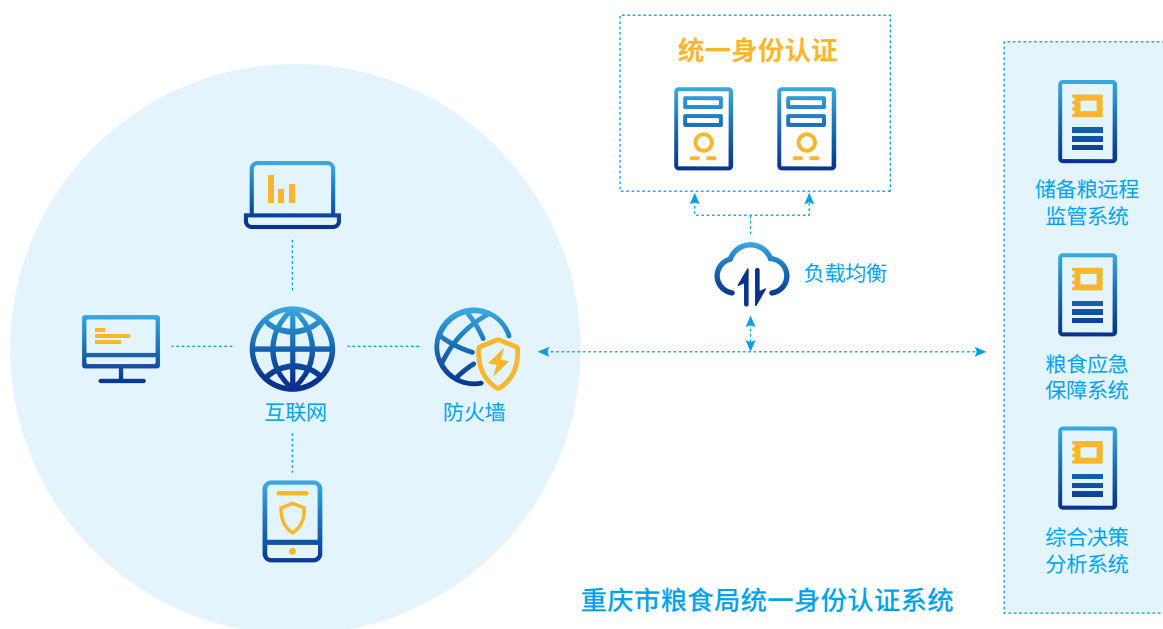 统一身份认证
储备粮远程
监管系统
负载均衡
粮食应急
保障系统
互联网
防火墙
综合决策
分析系统
重庆市粮食局统一身份认证系统